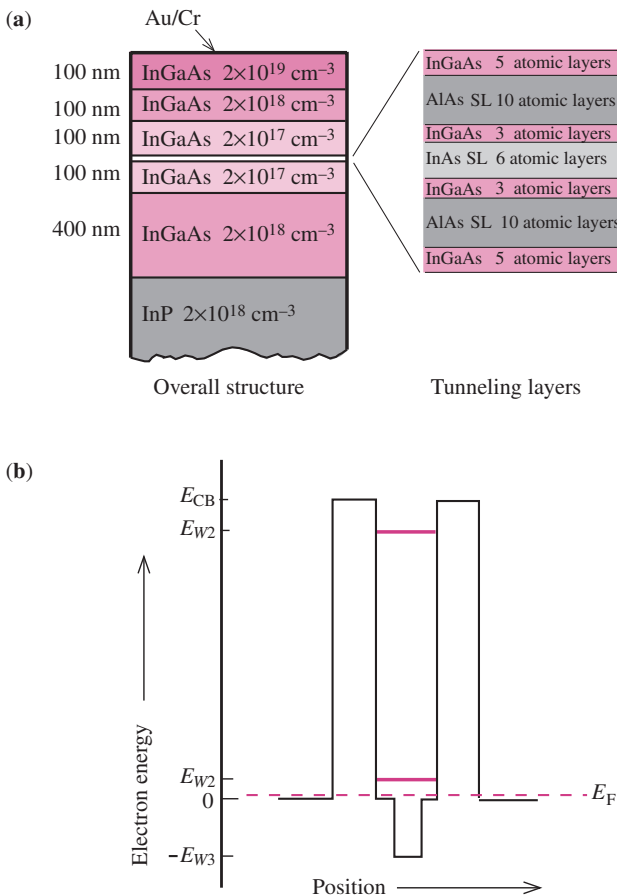 (a)
Au/Cr
100 nm InGaAs 2×10¹⁹ cm⁻³
100 nm InGaAs 2×10¹⁸ cm⁻³
100 nm InGaAs 2×10¹⁷ cm⁻³
100 nm InGaAs 2×10¹⁷ cm⁻³
400 nm InGaAs 2×10¹⁸ cm⁻³
InP 2×10¹⁸ cm⁻³
Overall structure
InGaAs 5 atomic layers
AlAs SL 10 atomic layers
InGaAs 3 atomic layers
InAs SL 6 atomic layers
InGaAs 3 atomic layers
AlAs SL 10 atomic layers
InGaAs 5 atomic layers
Tunneling layers
(b)
E_CB
E_W2
Electron energy
E_W2
0
E_F
−E_W3
Position